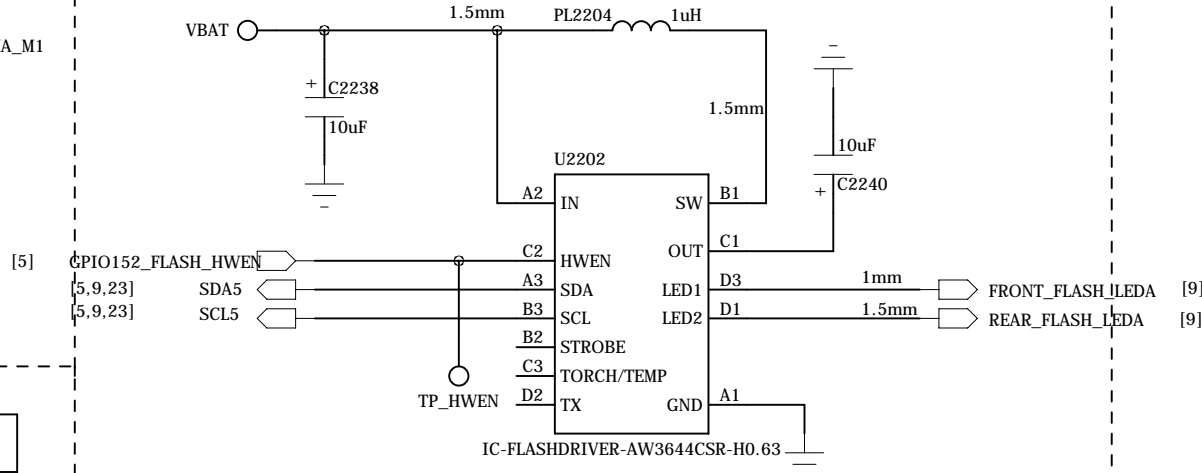 1.5mm
PL2204
1uH
VBAT
A_M1
+
C2238
10uF
1.5mm
10uF
+
C2240
U2202
A2
IN
SW
B1
OUT
C1
[5]
GPIO152_FLASH_HWEN
C2
HWEN
[5,9,23]
SDA5
A3
SDA
LED1
D3
1mm
FRONT_FLASH_LEDA
[9]
[5,9,23]
SCL5
B3
SCL
LED2
D1
1.5mm
REAR_FLASH_LEDA
[9]
B2
STROBE
C3
TORCH/TEMP
TP_HWEN
D2
TX
GND
A1
IC-FLASHDRIVER-AW3644CSR-H0.63